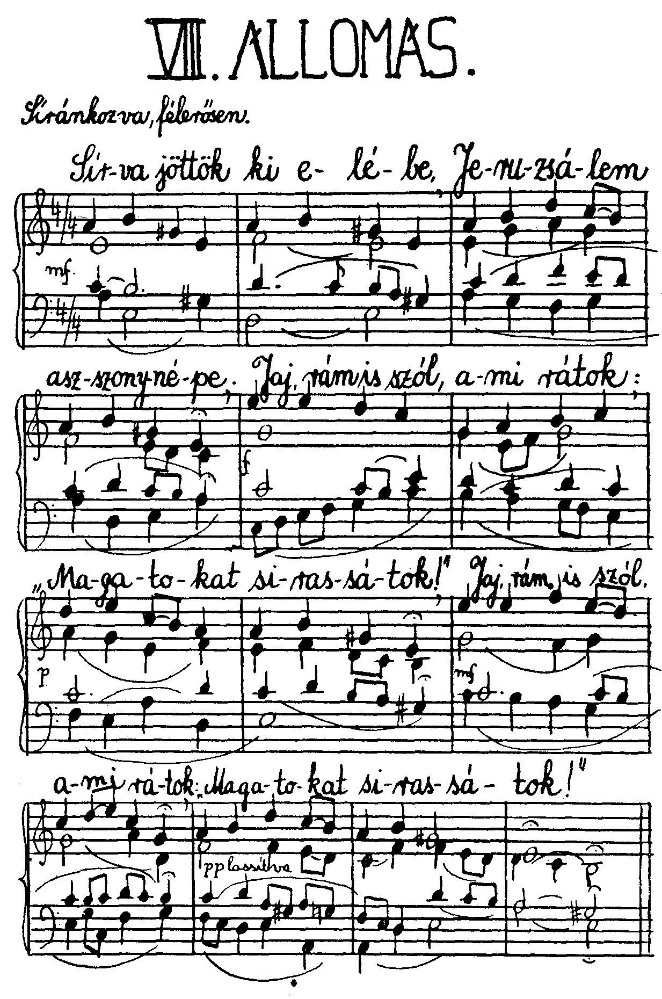 VIII. ÁLLOMÁS.
Síránkozva, félerősen.
Sír-va jöttök ki e- lé- be, Je-ru-zsá-lem
4/4
mf.
4/4
asz-szony-né-pe. Jaj, rám is szól, a-mi rátok:
f
„Ma-ga-to-kat si-ras-sá-tok!" Jaj, rám is szól,
p mf
a-mi rá-tok: „Maga-to-kat si-ras-sá- tok!"
pp lassítva